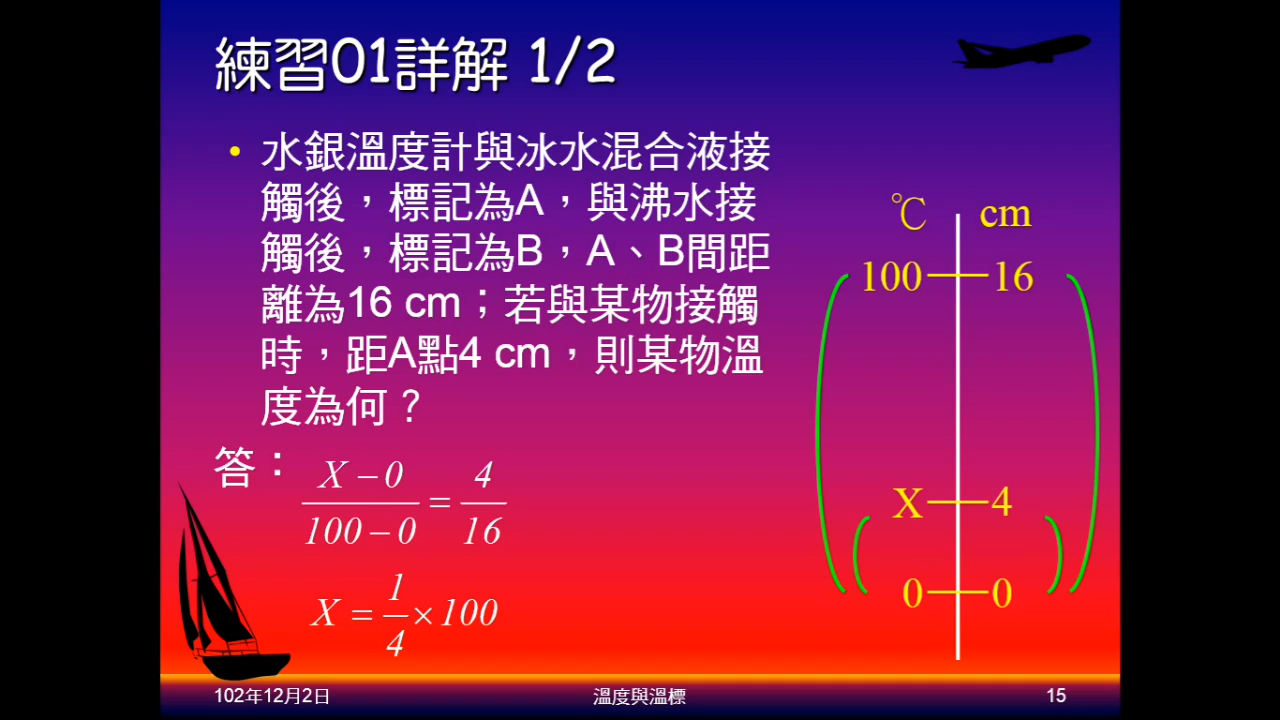 練習01詳解 1/2
• 水銀溫度計與冰水混合液接
觸後，標記為A，與沸水接
觸後，標記為B，A、B間距
離為16 cm；若與某物接觸
時，距A點4 cm，則某物溫
度為何？
答：
X − 0 / 100 − 0 = 4 / 16
X = 1/4 × 100
℃ cm
100 16
X 4
0 0
102年12月2日
溫度與溫標
15